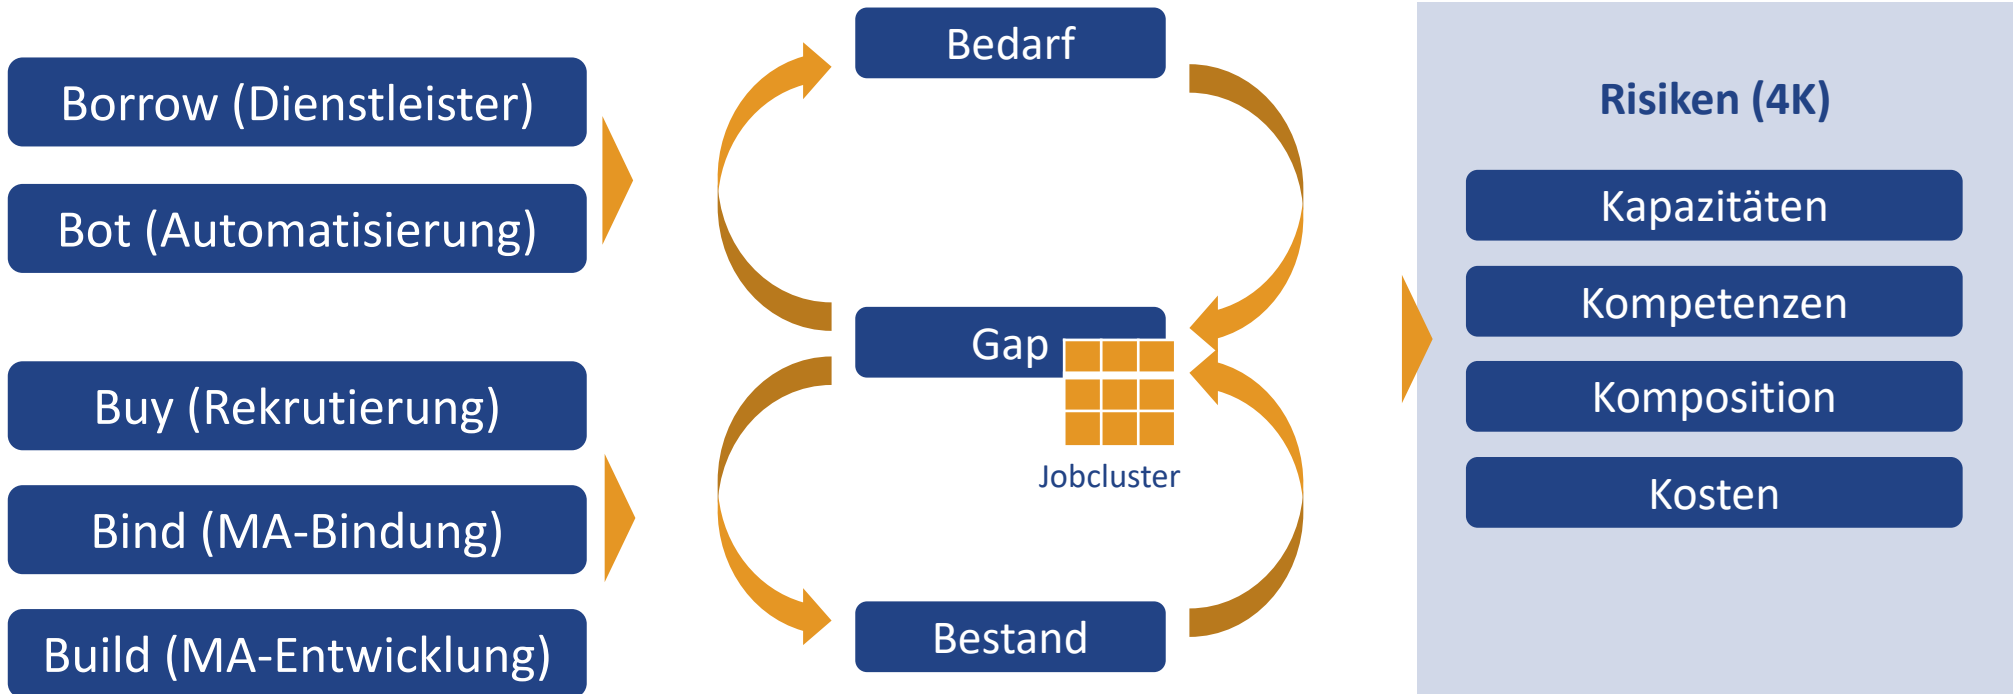 Borrow (Dienstleister)
Bot (Automatisierung)
Buy (Rekrutierung)
Bind (MA-Bindung)
Build (MA-Entwicklung)
Bedarf
Gap
Jobcluster
Bestand
Risiken (4K)
Kapazitäten
Kompetenzen
Komposition
Kosten